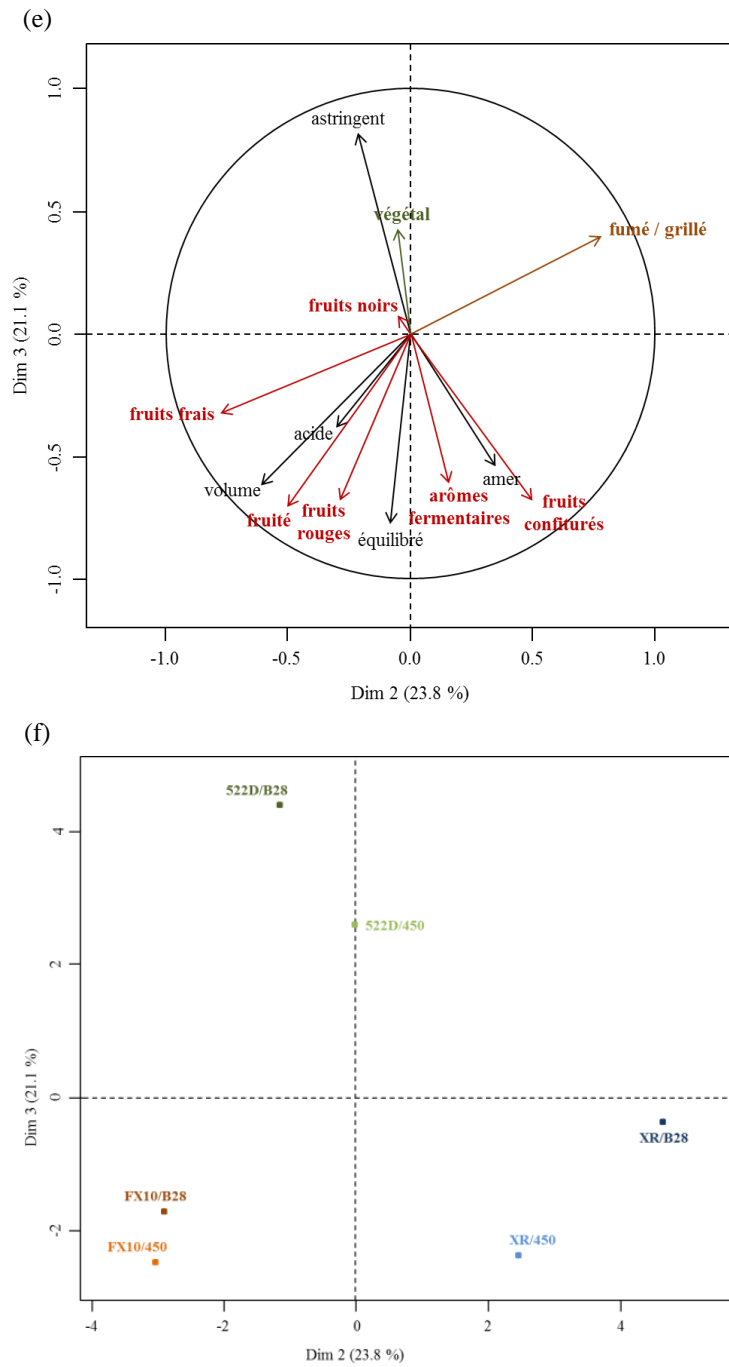 (e)
1.0
astringent
0.5
végétal
fumé / grillé
fruits noirs
Dim 3 (21.1 %)
0.0
fruits frais
acide
-0.5
volume
amer
fruité
fruits
rouges
arômes
fermentaires
fruits
confiturés
équilibré
-1.0
-1.0
-0.5
0.0
0.5
1.0
Dim 2 (23.8 %)
(f)
522D/B28
4
522D/450
2
Dim 3 (21.1 %)
0
XR/B28
FX10/B28
-2
FX10/450
XR/450
-4
-2
0
2
4
Dim 2 (23.8 %)